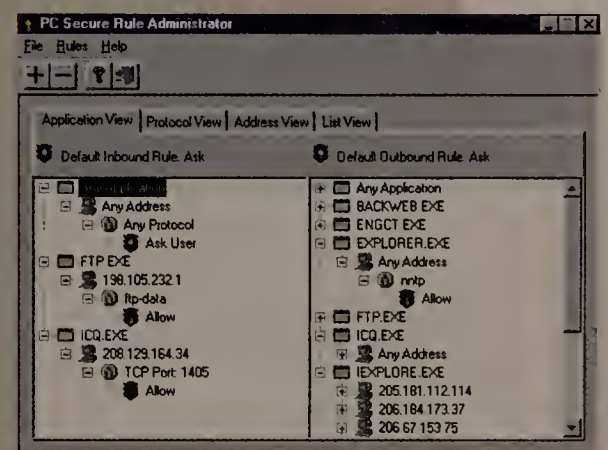 PC Secure Rule Administrator
File Rules Help
Application View Protocol View Address View List View
Default Inbound Rule. Ask
Any Address
Any Protocol
Ask User
FTP EXE
198.105.232.1
ftp-data
Allow
ICQ.EXE
208.129.164.34
TCP Port: 1405
Allow
Default Outbound Rule. Ask
Any Application
BACKWEB EXE
ENGCT EXE
EXPLORER.EXE
Any Address
nntp
Allow
FTP.EXE
ICQ.EXE
Any Address
IEXPLORE.EXE
205.181.112.114
206.184.173.37
206 67 153 75